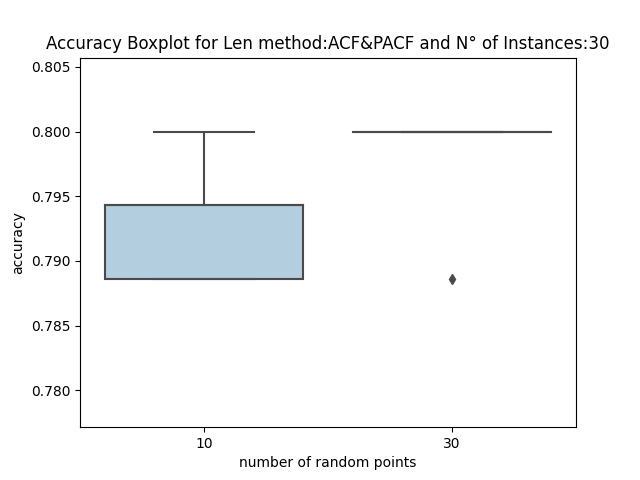 Accuracy Boxplot for Len method:ACF&PACF and N° of Instances:30
0.805
0.800
0.795
0.790
0.785
0.780
accuracy
10 30
number of random points